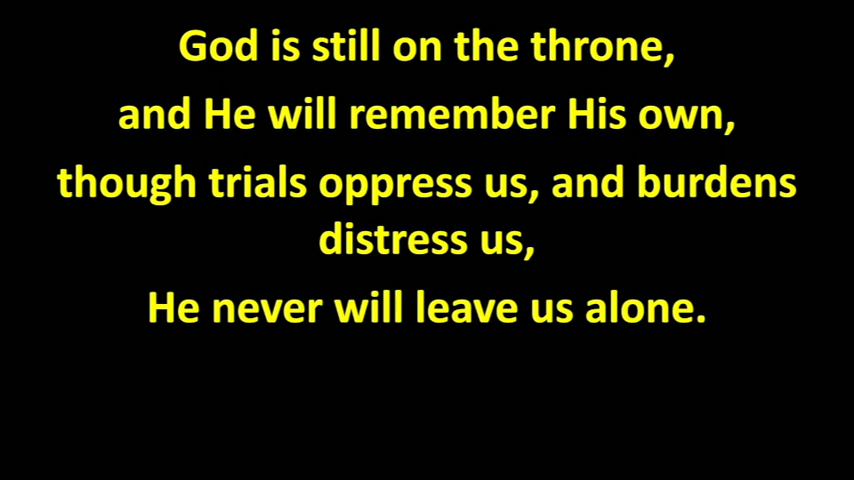 God is still on the throne,
and He will remember His own,
though trials oppress us, and burdens
distress us,
He never will leave us alone.